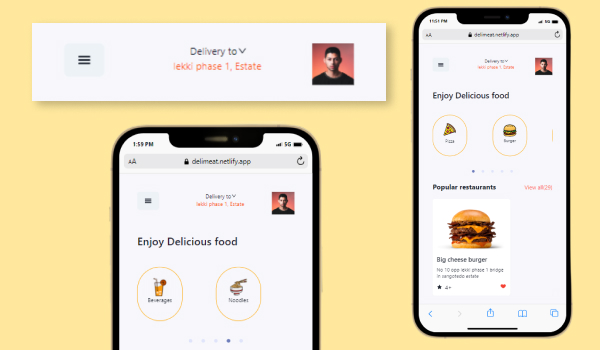 Delivery to
lekki phase 1, Estate
1:59 PM
5G
AA
delimeat.netlify.app
Delivery to
lekki phase 1, Estate
Enjoy Delicious food
Beverages
Noodles
11:51 PM
5G
AA
delimeat.netlify.app
Delivery to
lekki phase 1, Estate
Enjoy Delicious food
Pizza
Burger
Popular restaurants
View all(29)
Big cheese burger
No 10 opp lekki phase 1 bridge
in sangotedo estate
4+